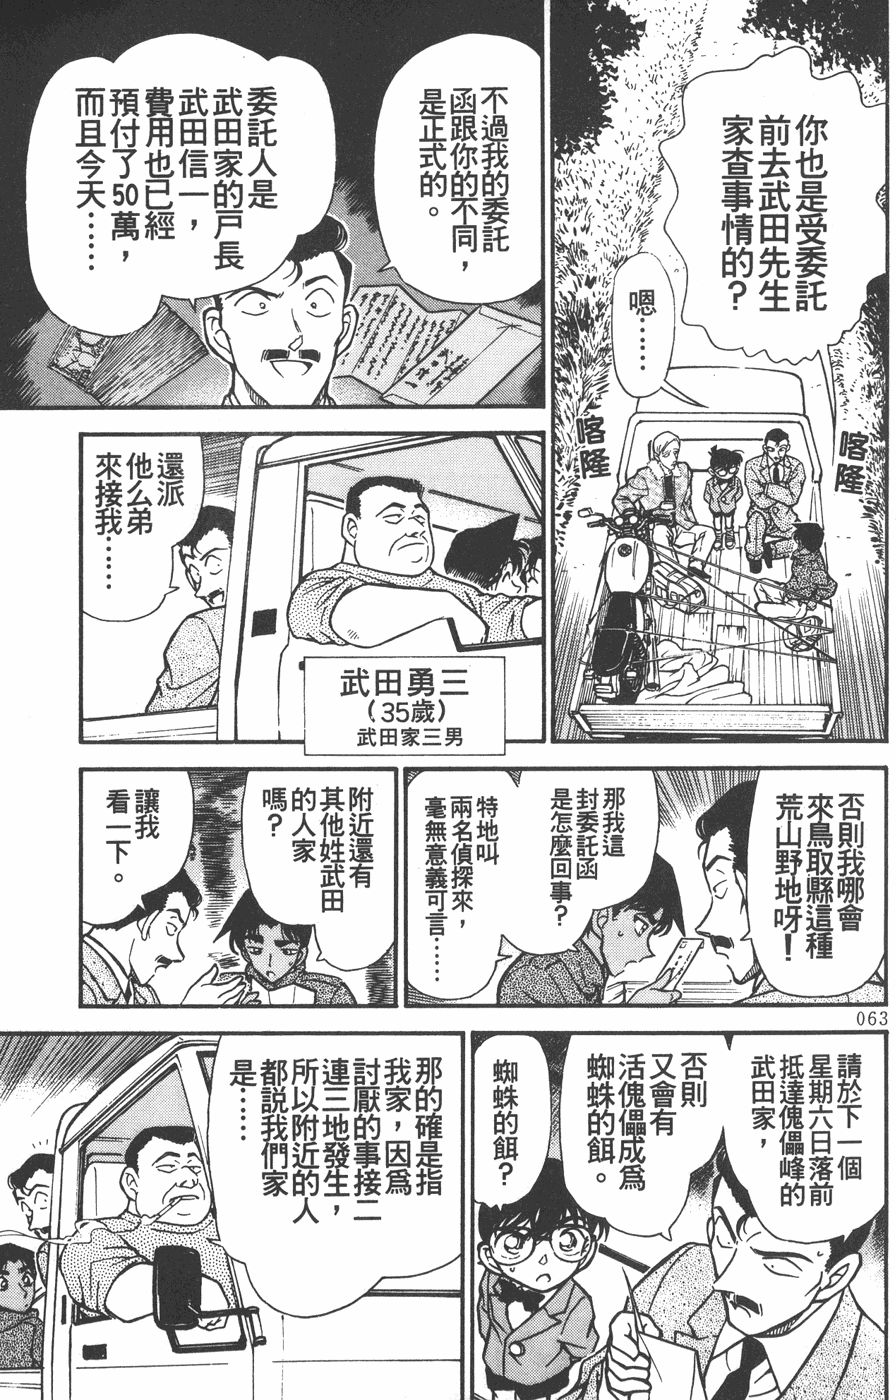 你也是受委託
前去武田先生
家查事情的？
嗯……
喀隆
喀隆
不過我的委託
函跟你的不同，
是正式的。
委託人是
武田家的戶長
武田信一，
費用也已經
預付了50萬，
而且今天……
還派
他么弟
來接我……
武田勇三
（35歲）
武田家三男
否則我哪會
來鳥取縣這種
荒山野地呀！
那我這
封委託函
是怎麼回事？
特地叫
兩名偵探來，
毫無意義可言……
附近還有
其他姓武田
的人家
嗎？
讓我
看一下。
063
請於下一個
星期六日落前
抵達傀儡峰的
武田家，
否則
又會有
活傀儡成為
蜘蛛的餌。
蜘蛛的餌？
那的確是指
我家，因為
討厭的事接二
連三地發生，
所以附近的人
都說我們家
是……